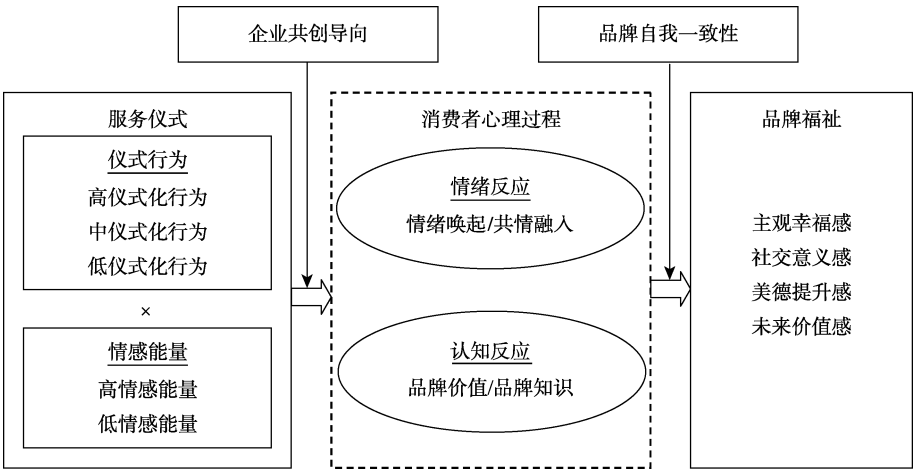 企业共创导向
品牌自我一致性
服务仪式
仪式行为
高仪式化行为
中仪式化行为
低仪式化行为
×
情感能量
高情感能量
低情感能量
消费者心理过程
情绪反应
情绪唤起/共情融入
认知反应
品牌价值/品牌知识
品牌福祉
主观幸福感
社交意义感
美德提升感
未来价值感